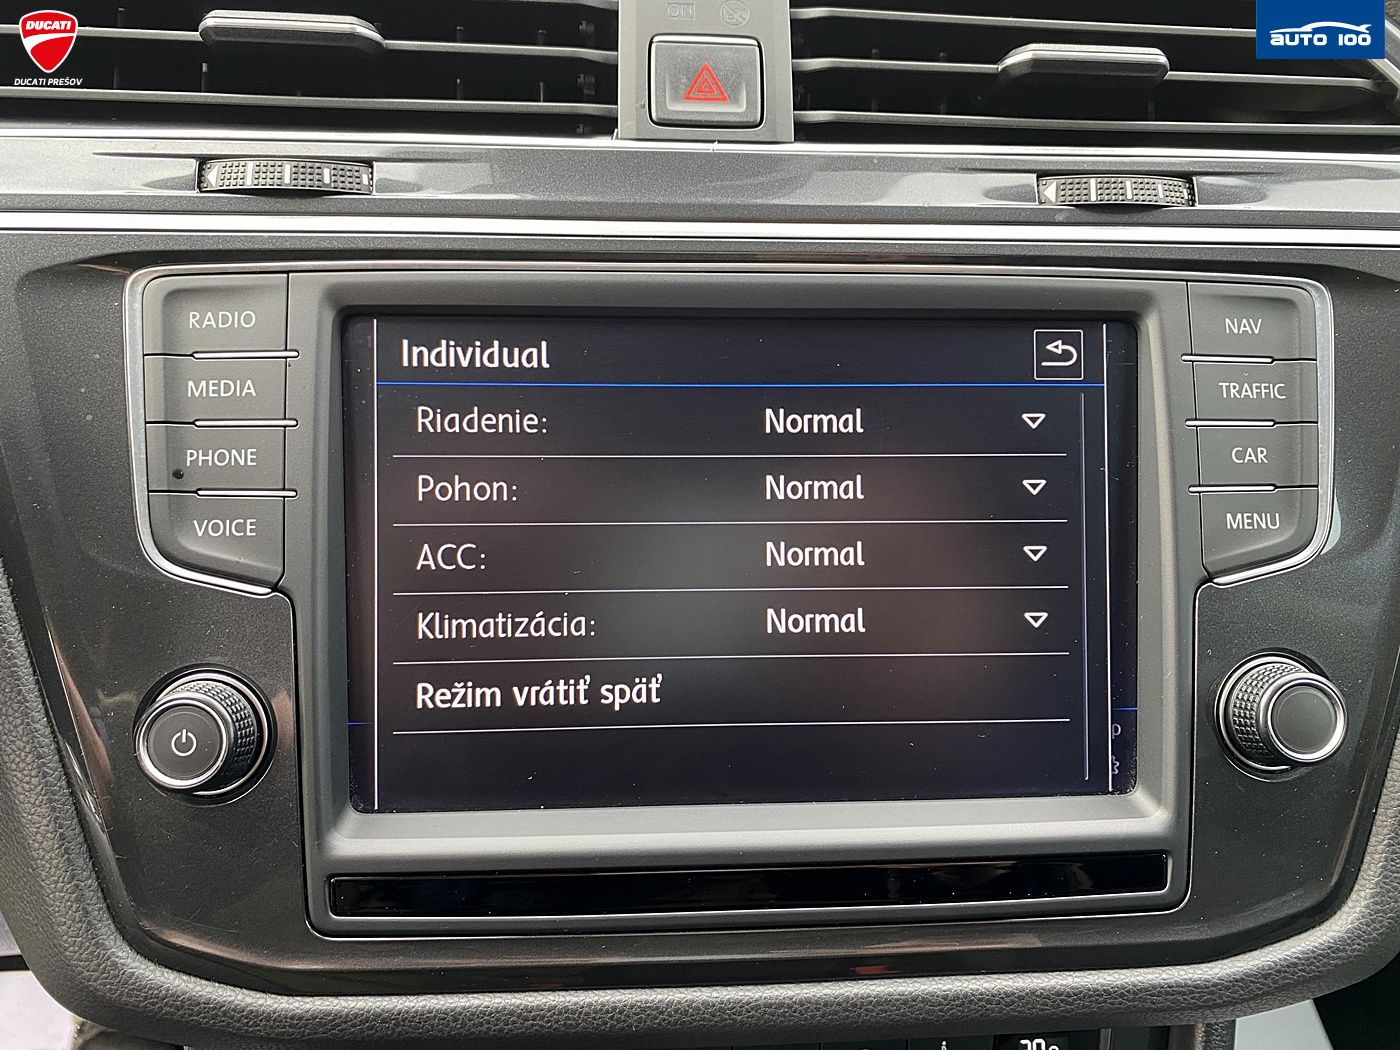 DUCATI
DUCATI PREŠOV
ON
AUTO 100
RADIO
MEDIA
PHONE
VOICE
Individual
Riadenie: Normal
Pohon: Normal
ACC: Normal
Klimatizácia: Normal
Režim vrátiť späť
NAV
TRAFFIC
CAR
MENU